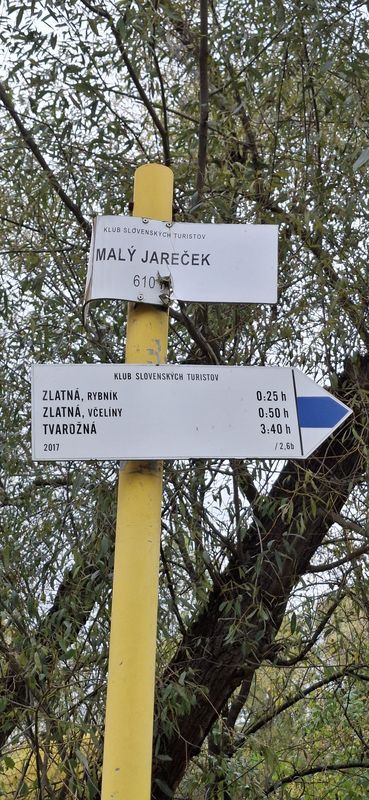 KLUB SLOVENSKÝCH TURISTOV
MALÝ JAREČEK
610
KLUB SLOVENSKÝCH TURISTOV
ZLATNÁ, RYBNÍK 0:25 h
ZLATNÁ, VČELÍNY 0:50 h
TVAROŽNÁ 3:40 h
2017 / 2,6b